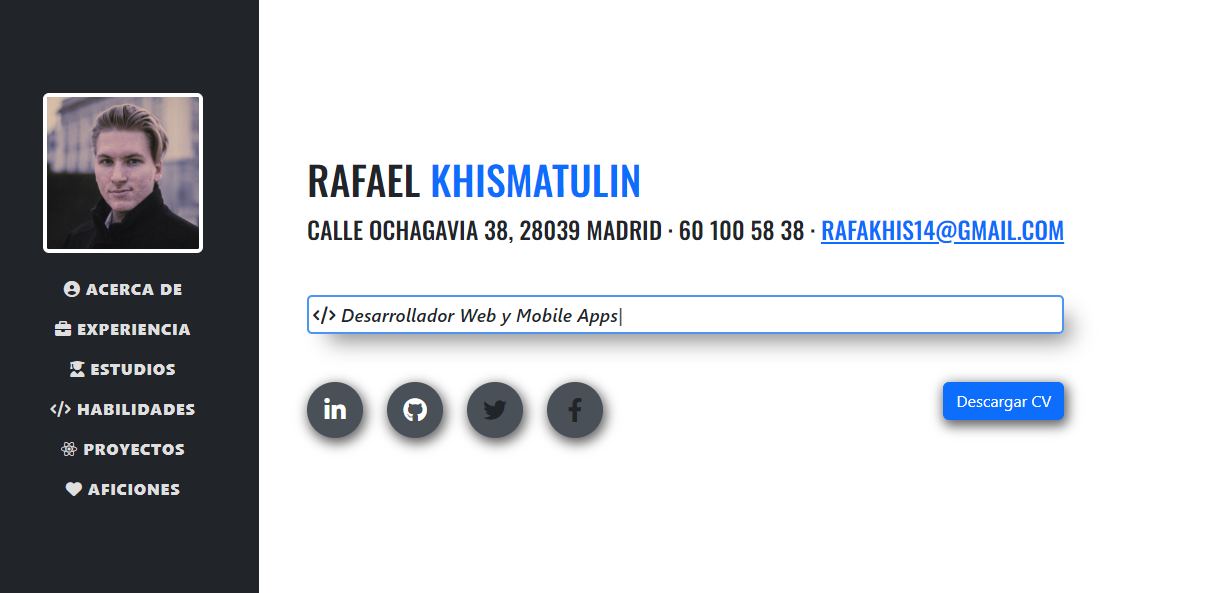 ACERCA DE
EXPERIENCIA
ESTUDIOS
</> HABILIDADES
PROYECTOS
AFICIONES
RAFAEL KHISMATULIN
CALLE OCHAGAVIA 38, 28039 MADRID · 60 100 58 38 · RAFAKHIS14@GMAIL.COM
</> Desarrollador Web y Mobile Apps|
in
f
Descargar CV